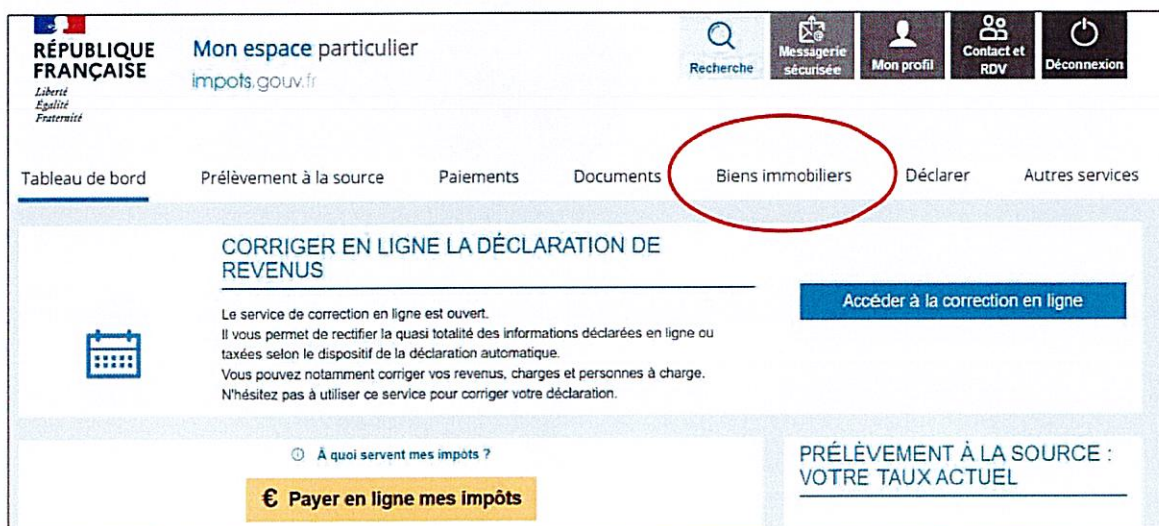 RÉPUBLIQUE
FRANÇAISE
Liberté
Égalité
Fraternité
Mon espace particulier
impots.gouv.fr
Recherche
Messagerie
sécurisée
Mon profil
Contact et
RDV
Déconnexion
Tableau de bord
Prélèvement à la source
Paiements
Documents
Biens immobiliers
Déclarer
Autres services
CORRIGER EN LIGNE LA DÉCLARATION DE
REVENUS
Le service de correction en ligne est ouvert.
Il vous permet de rectifier la quasi totalité des informations déclarées en ligne ou
taxées selon le dispositif de la déclaration automatique.
Vous pouvez notamment corriger vos revenus, charges et personnes à charge.
N'hésitez pas à utiliser ce service pour corriger votre déclaration.
Accéder à la correction en ligne
À quoi servent mes impôts ?
€ Payer en ligne mes impôts
PRÉLÈVEMENT À LA SOURCE :
VOTRE TAUX ACTUEL